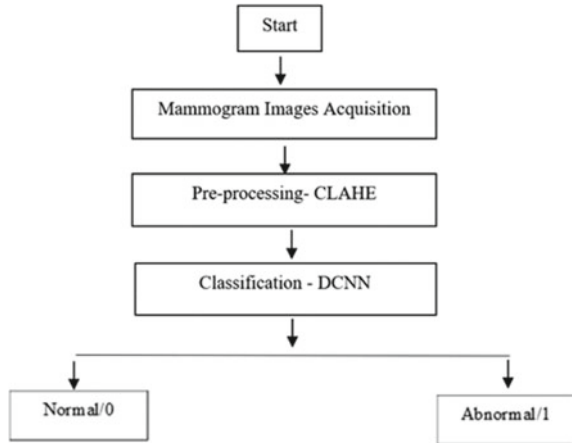 Start
Mammogram Images Acquisition
Pre-processing- CLAHE
Classification - DCNN
Normal/0
Abnormal/1